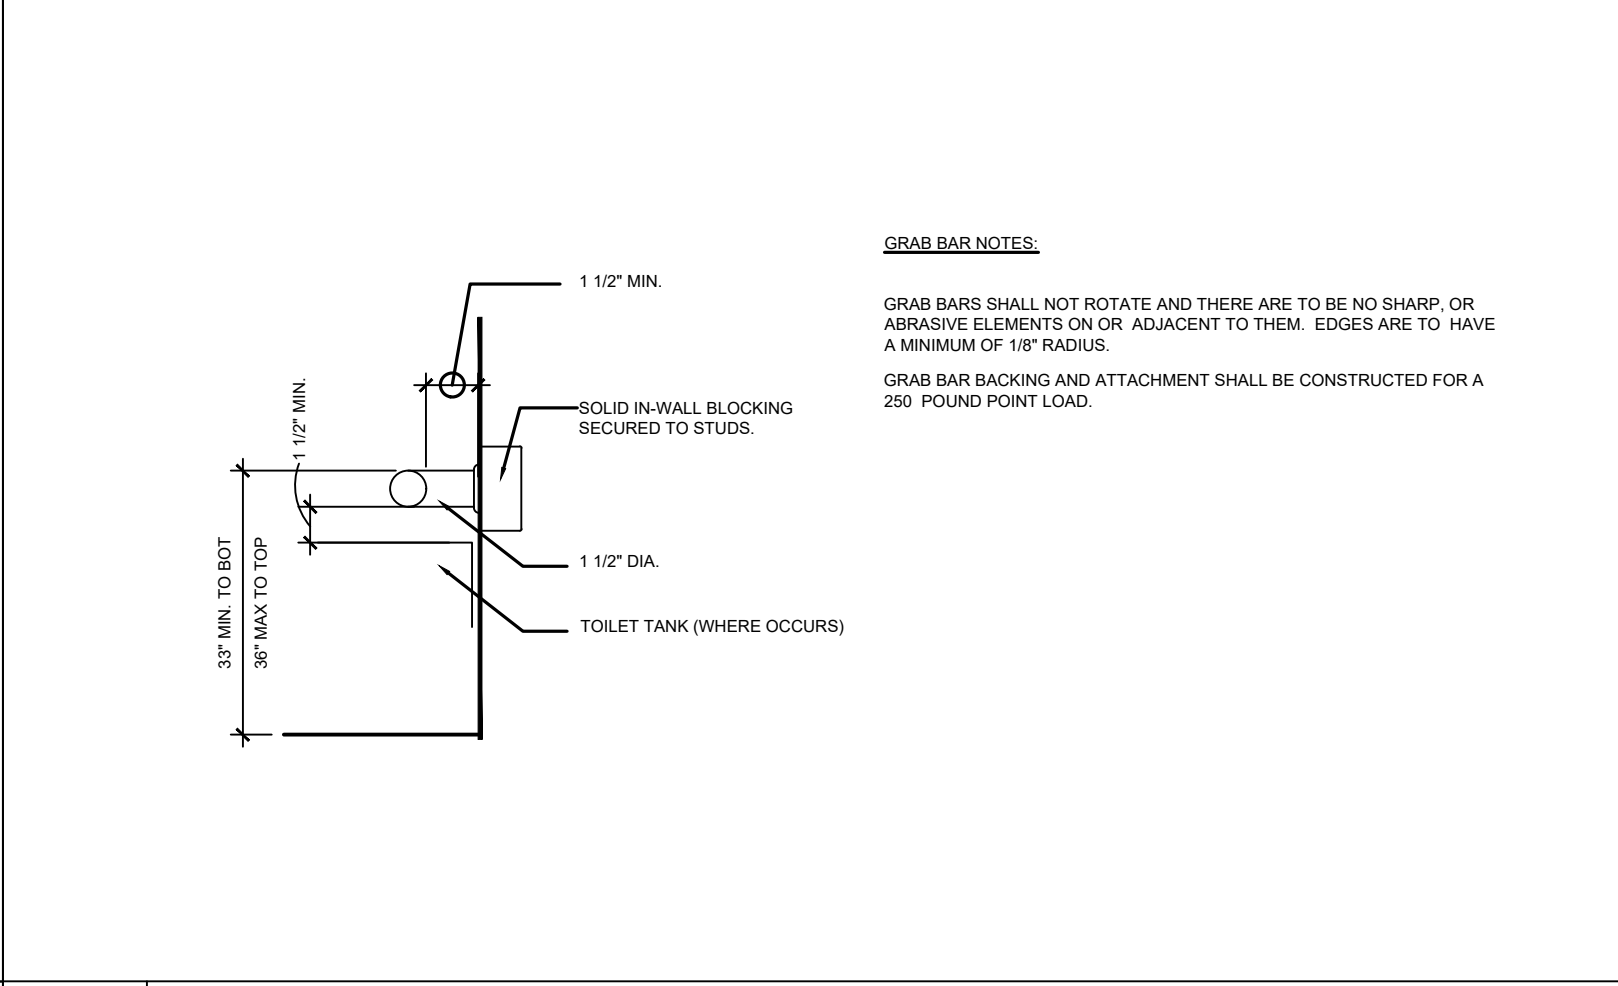 GRAB BAR NOTES:
1 1/2" MIN.
GRAB BARS SHALL NOT ROTATE AND THERE ARE TO BE NO SHARP, OR
ABRASIVE ELEMENTS ON OR ADJACENT TO THEM. EDGES ARE TO HAVE
A MINIMUM OF 1/8" RADIUS.
GRAB BAR BACKING AND ATTACHMENT SHALL BE CONSTRUCTED FOR A
250 POUND POINT LOAD.
1 1/2" MIN.
SOLID IN-WALL BLOCKING
SECURED TO STUDS.
33" MIN. TO BOT
36" MAX TO TOP
1 1/2" DIA.
TOILET TANK (WHERE OCCURS)